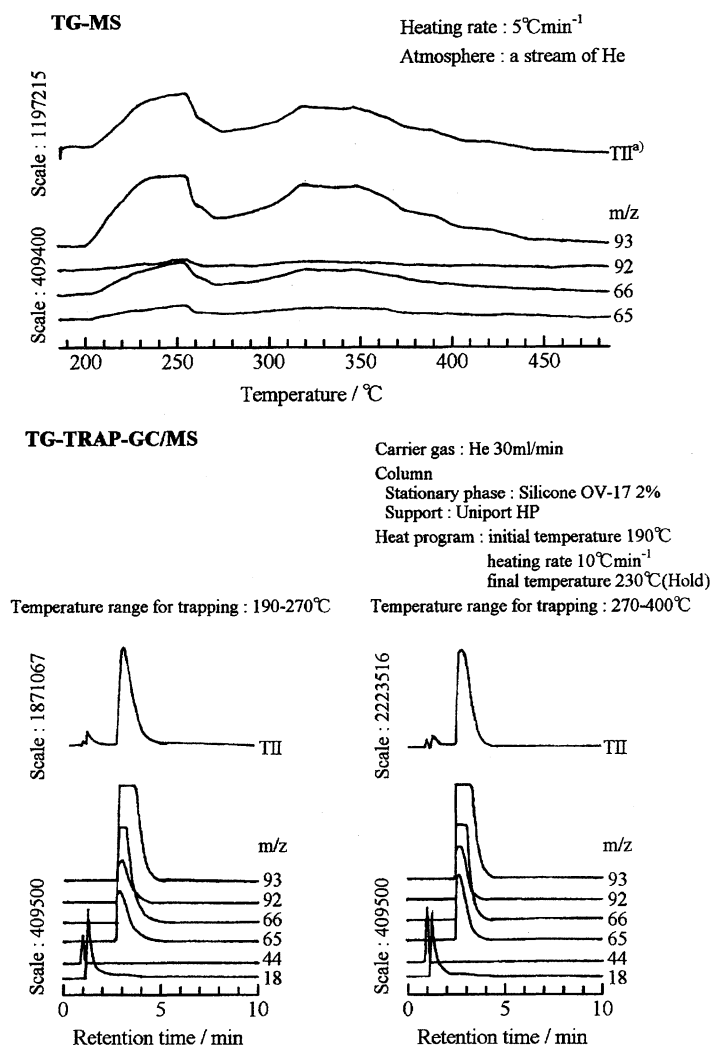 TG-MS
Heating rate : 5℃min⁻¹
Atmosphere : a stream of He
Scale : 1197215
TIIᵃ⁾
m/z
93
92
66
65
Scale : 409400
200 250 300 350 400 450
Temperature / ℃
TG-TRAP-GC/MS
Carrier gas : He 30ml/min
Column
Stationary phase : Silicone OV-17 2%
Support : Uniport HP
Heat program : initial temperature 190℃
heating rate 10℃min⁻¹
final temperature 230℃(Hold)
Temperature range for trapping : 190-270℃
Scale : 1871067
TII
m/z
93
92
66
65
44
18
Scale : 409500
0 5 10
Retention time / min
Temperature range for trapping : 270-400℃
Scale : 2223516
TII
m/z
93
92
66
65
44
18
Scale : 409500
0 5 10
Retention time / min